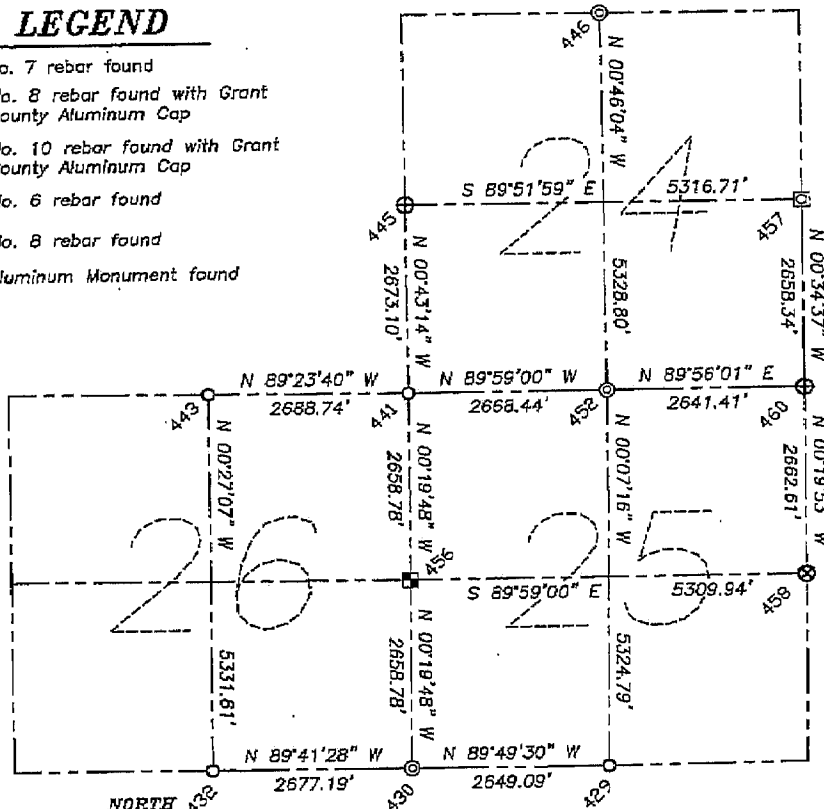 LEGEND
o. 7 rebar found
o. 8 rebar found with Grant
ounty Aluminum Cap
o. 10 rebar found with Grant
ounty Aluminum Cap
o. 6 rebar found
o. 8 rebar found
luminum Monument found
446
N 00°46'04" W
24
S 89°51'59" E
5316.71'
445
457
N 00°43'14" W
2673.10'
5328.80'
N 00°34'37" W
2658.34'
N 89°23'40" W
N 89°59'00" W
N 89°56'01" E
443
2688.74'
441
2668.44'
452
2641.41'
460
N 00°27'07" W
N 00°19'48" W
2658.78'
N 00°07'16" W
N 00°19'53" W
2662.61'
26
25
456
S 89°59'00" E
5309.94'
458
5331.61'
N 00°19'48" W
2658.78'
5324.79'
N 89°41'28" W
N 89°49'30" W
432
2677.19'
430
2649.09'
429
NORTH